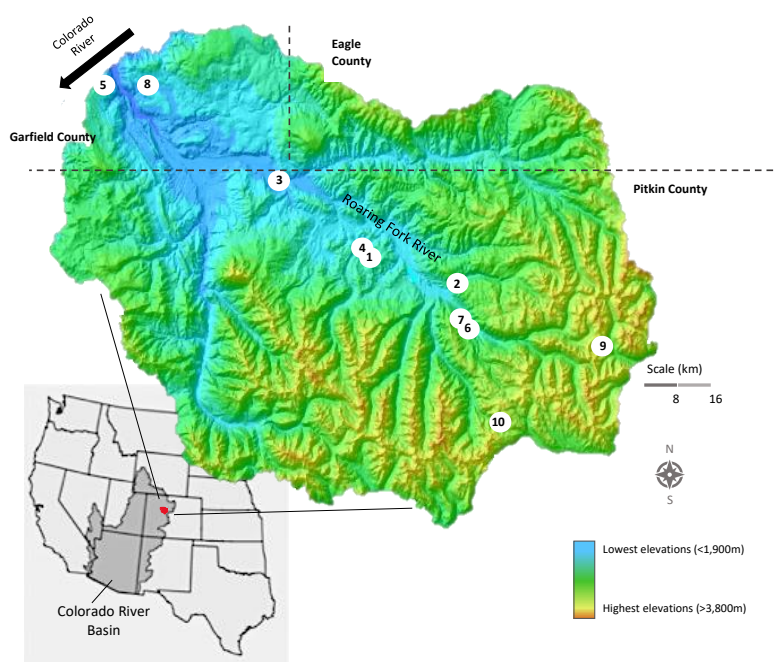 Colorado
River
Eagle
County
5
8
Garfield County
3
Pitkin County
Roaring Fork River
4
1
2
7
6
9
Scale (km)
8 16
10
N
S
Lowest elevations (<1,900m)
Highest elevations (>3,800m)
Colorado River
Basin